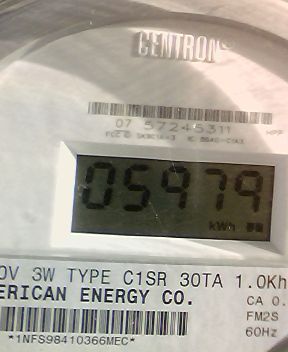 CENTRON
07 57245311
05979
kWh
0V 3W TYPE C1SR 30TA 1.0Kh
ERICAN ENERGY CO.
CA 0.
FM2S
60Hz
*1NFS98410366MEC*